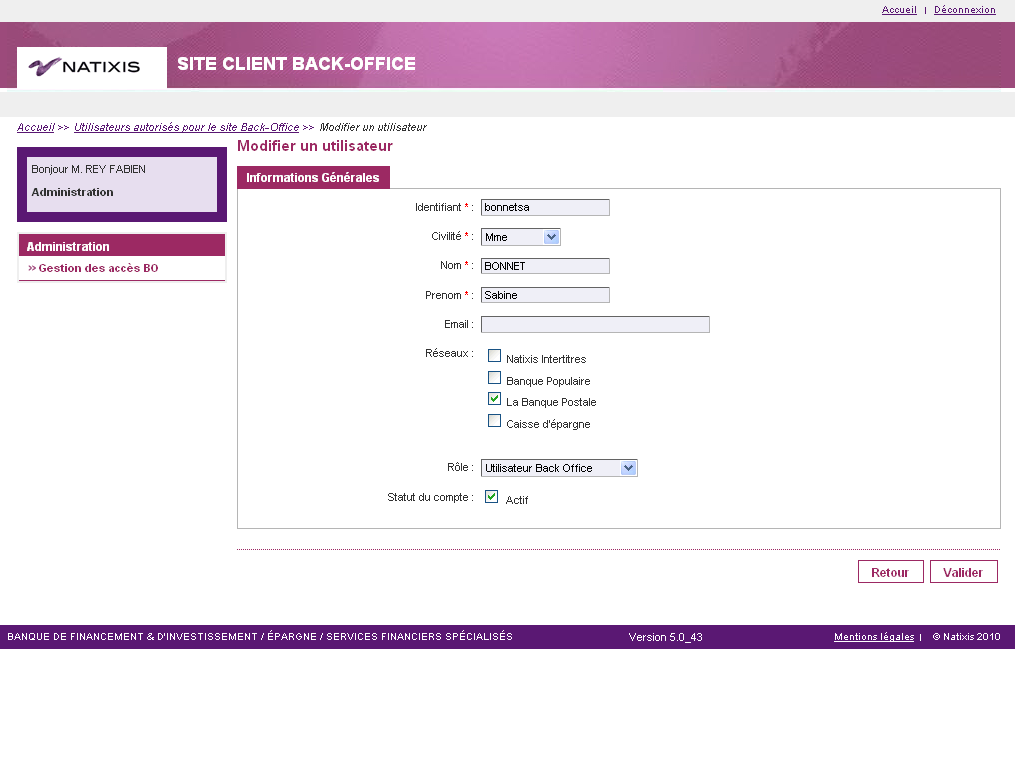 Accueil | Déconnexion
NATIXIS
SITE CLIENT BACK-OFFICE
Accueil >> Utilisateurs autorisés pour le site Back-Office >> Modifier un utilisateur
Bonjour M. REY FABIEN
Administration
Administration
» Gestion des accès BO
Modifier un utilisateur
Informations Générales
Identifiant * : bonnetsa
Civilité * : Mme
Nom * : BONNET
Prenom * : Sabine
Email :
Réseaux : Natixis Intertitres
Banque Populaire
La Banque Postale
Caisse d'épargne
Rôle : Utilisateur Back Office
Statut du compte : Actif
Retour Valider
BANQUE DE FINANCEMENT & D'INVESTISSEMENT / ÉPARGNE / SERVICES FINANCIERS SPÉCIALISÉS Version 5.0_43 Mentions légales | © Natixis 2010